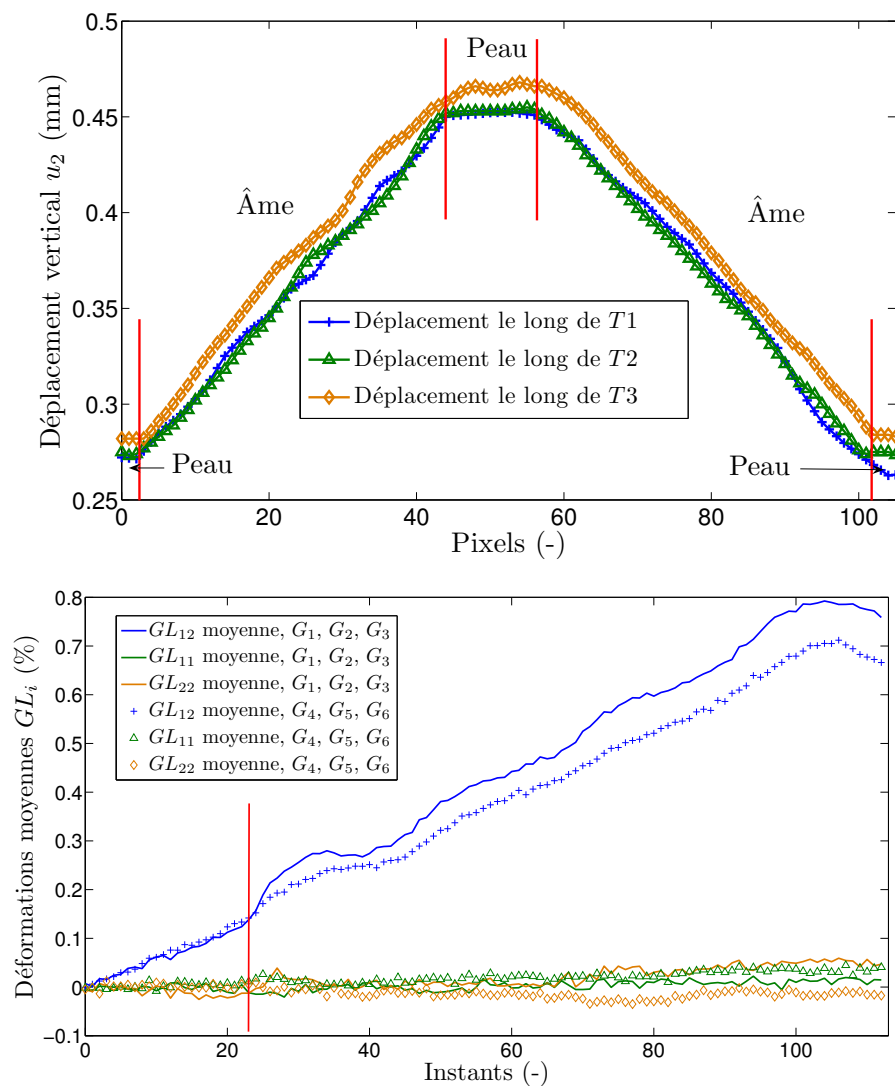 0.5
0.45
0.4
0.35
0.3
0.25
Déplacement vertical u₂ (mm)
Peau
Âme
Âme
Déplacement le long de T1
Déplacement le long de T2
Déplacement le long de T3
Peau
Peau
0 20 40 60 80 100
Pixels (-)
0.8
0.7
0.6
0.5
0.4
0.3
0.2
0.1
0
−0.1
Déformations moyennes GLᵢ (%)
GL₁₂ moyenne, G₁, G₂, G₃
GL₁₁ moyenne, G₁, G₂, G₃
GL₂₂ moyenne, G₁, G₂, G₃
GL₁₂ moyenne, G₄, G₅, G₆
GL₁₁ moyenne, G₄, G₅, G₆
GL₂₂ moyenne, G₄, G₅, G₆
0 20 40 60 80 100
Instants (-)